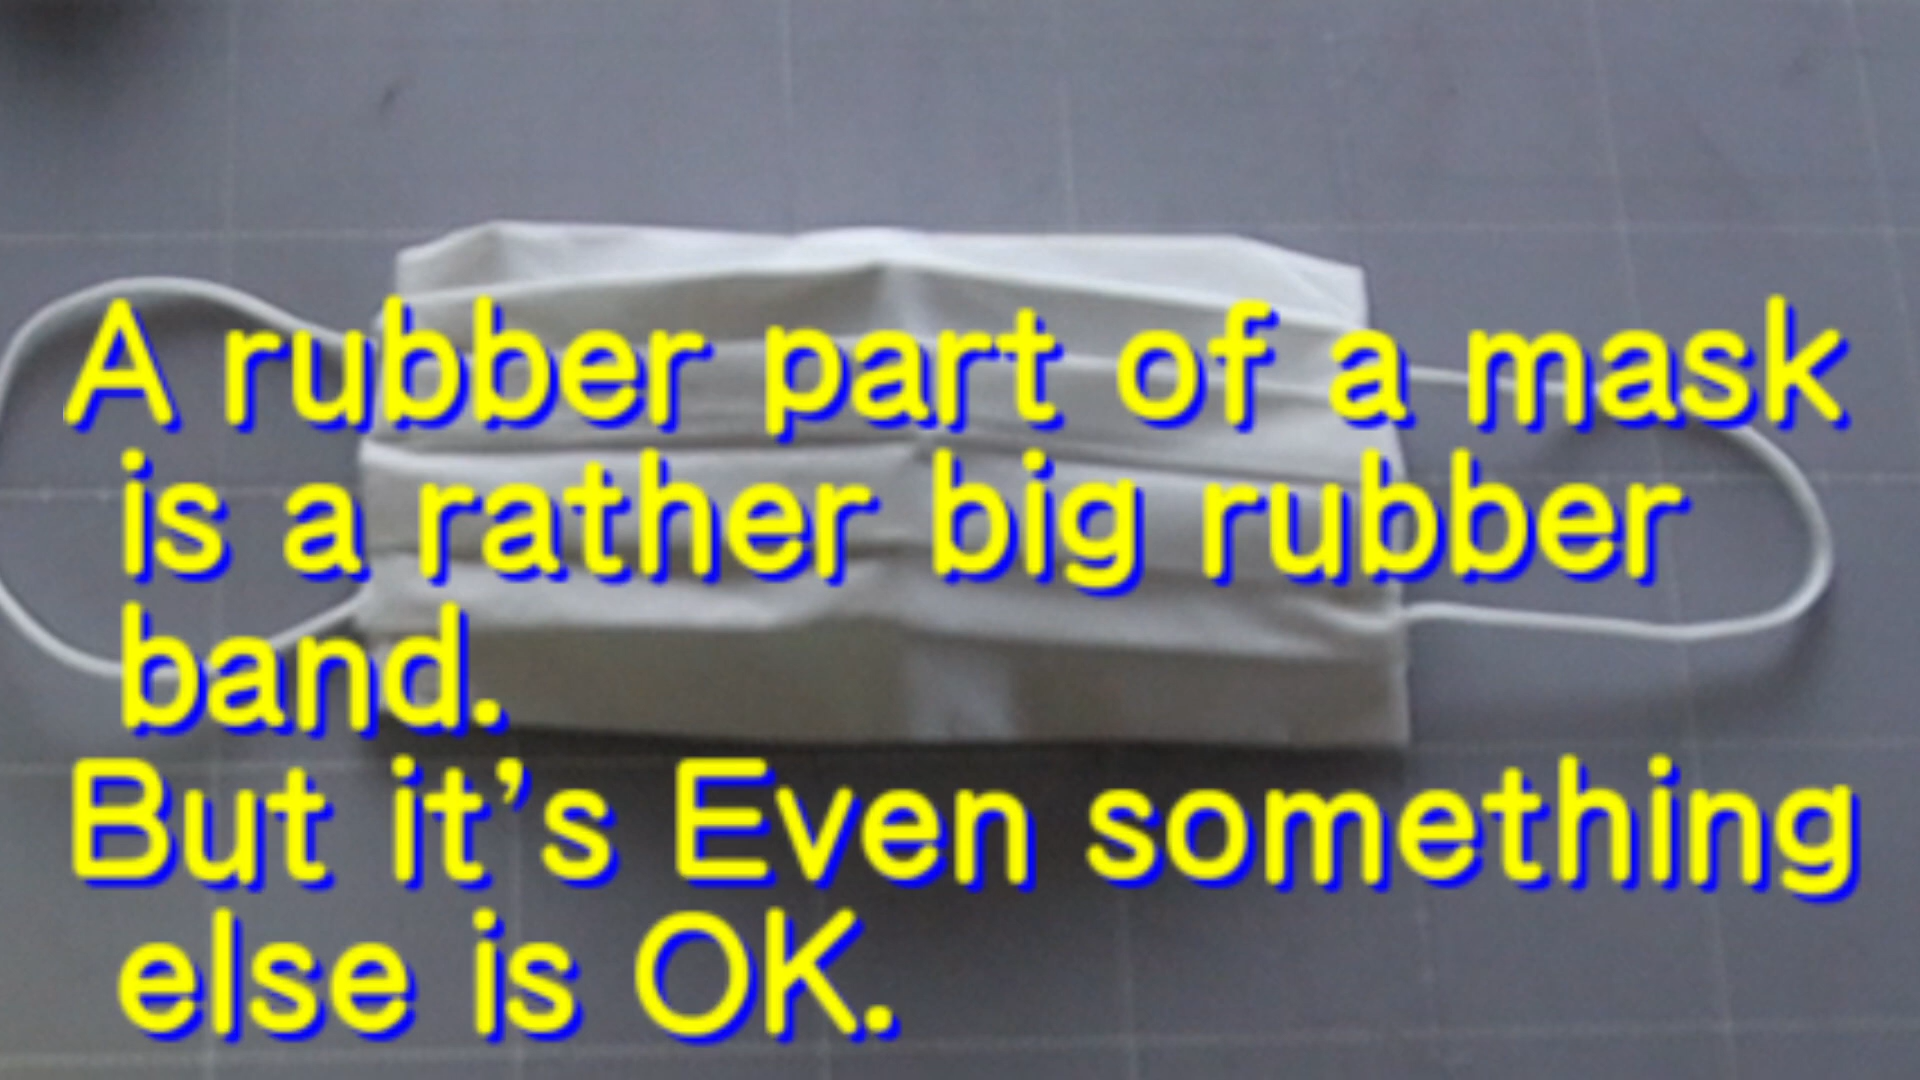 A rubber part of a mask
is a rather big rubber
band.
But it's Even something
else is OK.